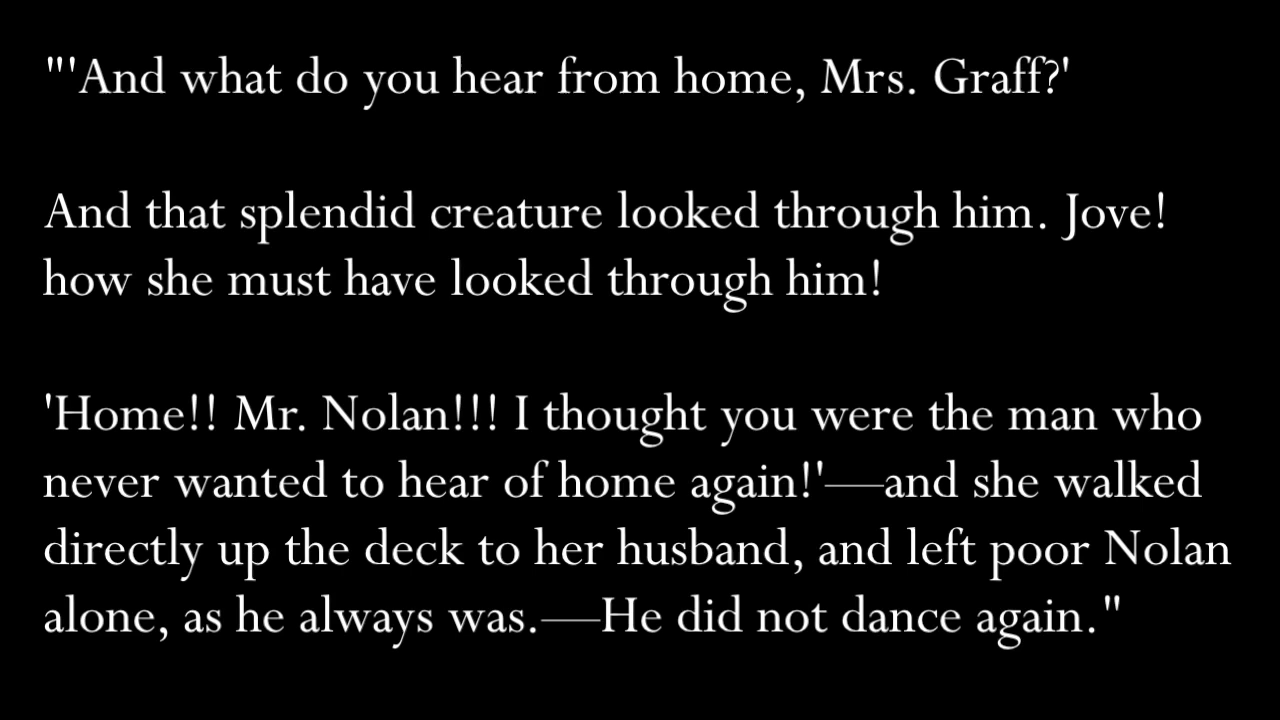 "'And what do you hear from home, Mrs. Graff?'
And that splendid creature looked through him. Jove!
how she must have looked through him!
'Home!! Mr. Nolan!!! I thought you were the man who
never wanted to hear of home again!'—and she walked
directly up the deck to her husband, and left poor Nolan
alone, as he always was.—He did not dance again."